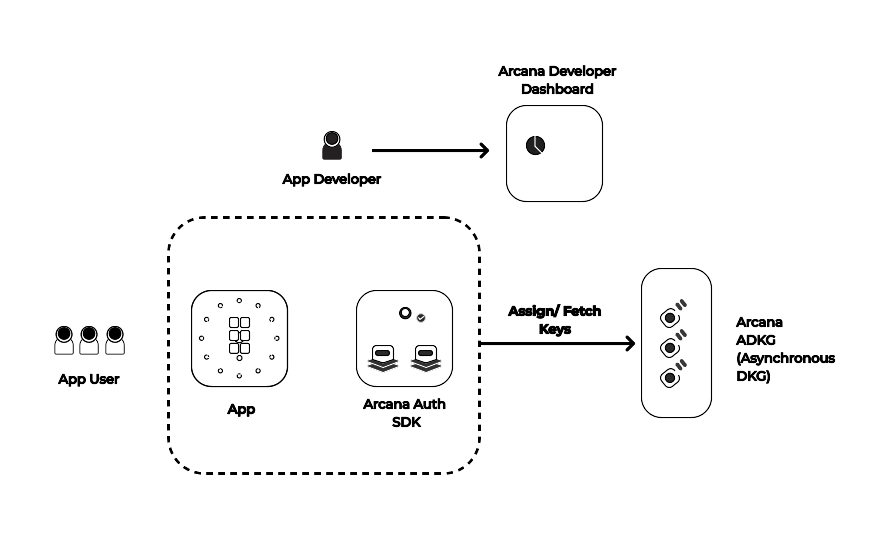 Arcana Developer
Dashboard
App Developer
Assign/ Fetch
Keys
Arcana
ADKG
(Asynchronous
DKG)
App User
App
Arcana Auth
SDK